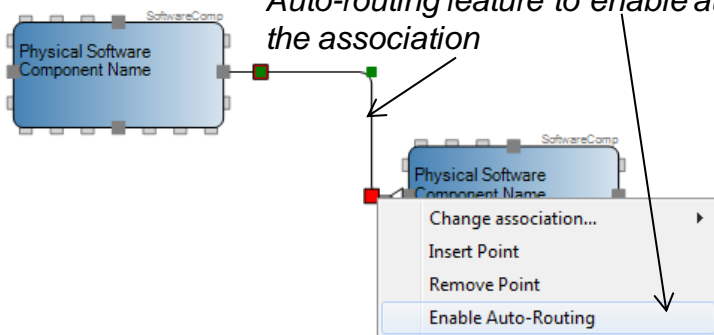 Auto-routing feature to enable
the association
SoftwareComp
Physical Software
Component Name
SoftwareComp
Physical Software
Component Name
Change association...
Insert Point
Remove Point
Enable Auto-Routing